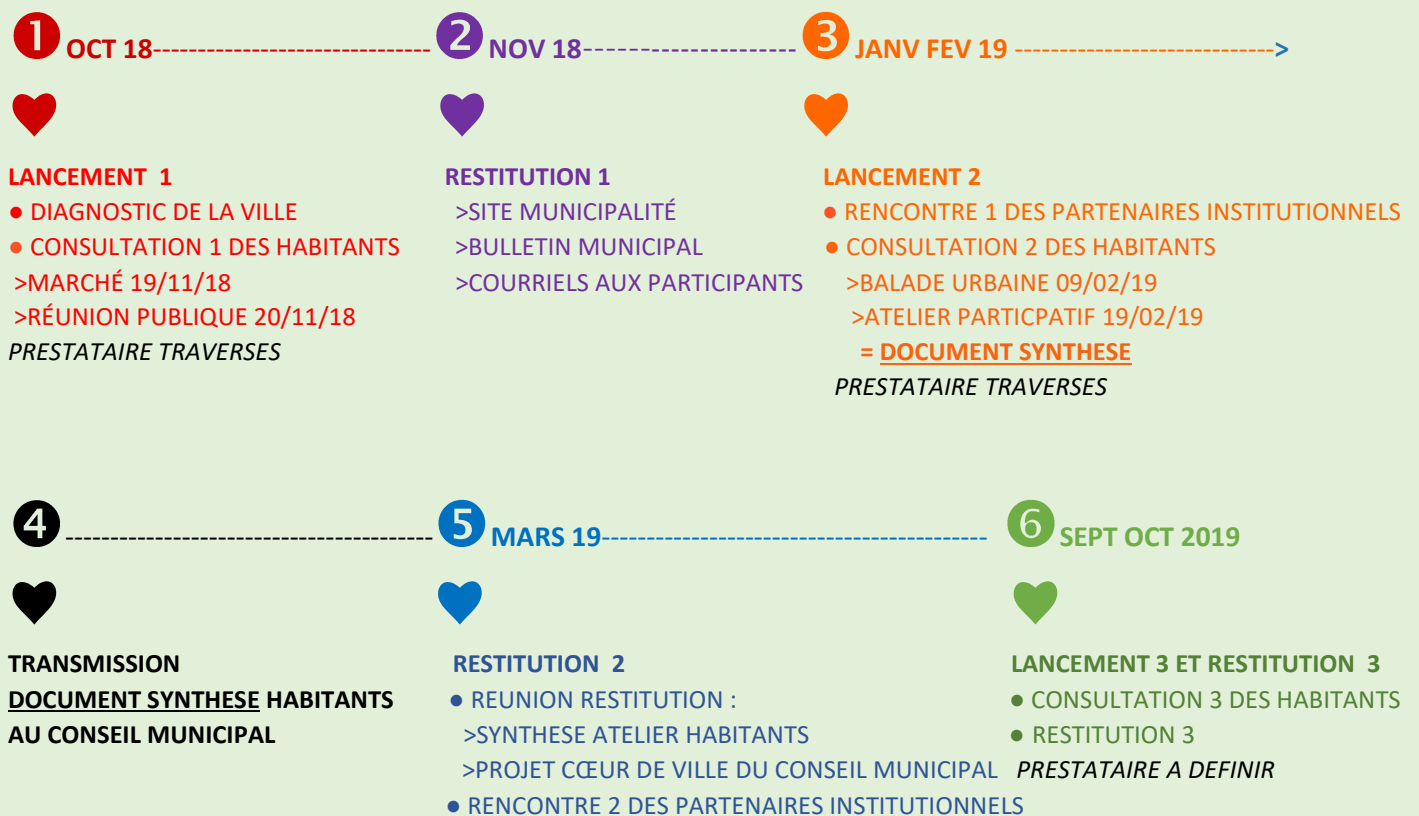 ❶ OCT 18------------------------------- ❷ NOV 18------------------------ ❸ JANV FEV 19 ----------------------------->
LANCEMENT 1
● DIAGNOSTIC DE LA VILLE
● CONSULTATION 1 DES HABITANTS
>MARCHÉ 19/11/18
>RÉUNION PUBLIQUE 20/11/18
PRESTATAIRE TRAVERSES
RESTITUTION 1
>SITE MUNICIPALITÉ
>BULLETIN MUNICIPAL
>COURRIELS AUX PARTICIPANTS
LANCEMENT 2
● RENCONTRE 1 DES PARTENAIRES INSTITUTIONNELS
● CONSULTATION 2 DES HABITANTS
>BALADE URBAINE 09/02/19
>ATELIER PARTICPATIF 19/02/19
= DOCUMENT SYNTHESE
PRESTATAIRE TRAVERSES
❹ ----------------------------------------- ❺ MARS 19------------------------------------------- ❻ SEPT OCT 2019
TRANSMISSION
DOCUMENT SYNTHESE HABITANTS
AU CONSEIL MUNICIPAL
RESTITUTION 2
● REUNION RESTITUTION :
>SYNTHESE ATELIER HABITANTS
>PROJET CŒUR DE VILLE DU CONSEIL MUNICIPAL
● RENCONTRE 2 DES PARTENAIRES INSTITUTIONNELS
LANCEMENT 3 ET RESTITUTION 3
● CONSULTATION 3 DES HABITANTS
● RESTITUTION 3
PRESTATAIRE A DEFINIR